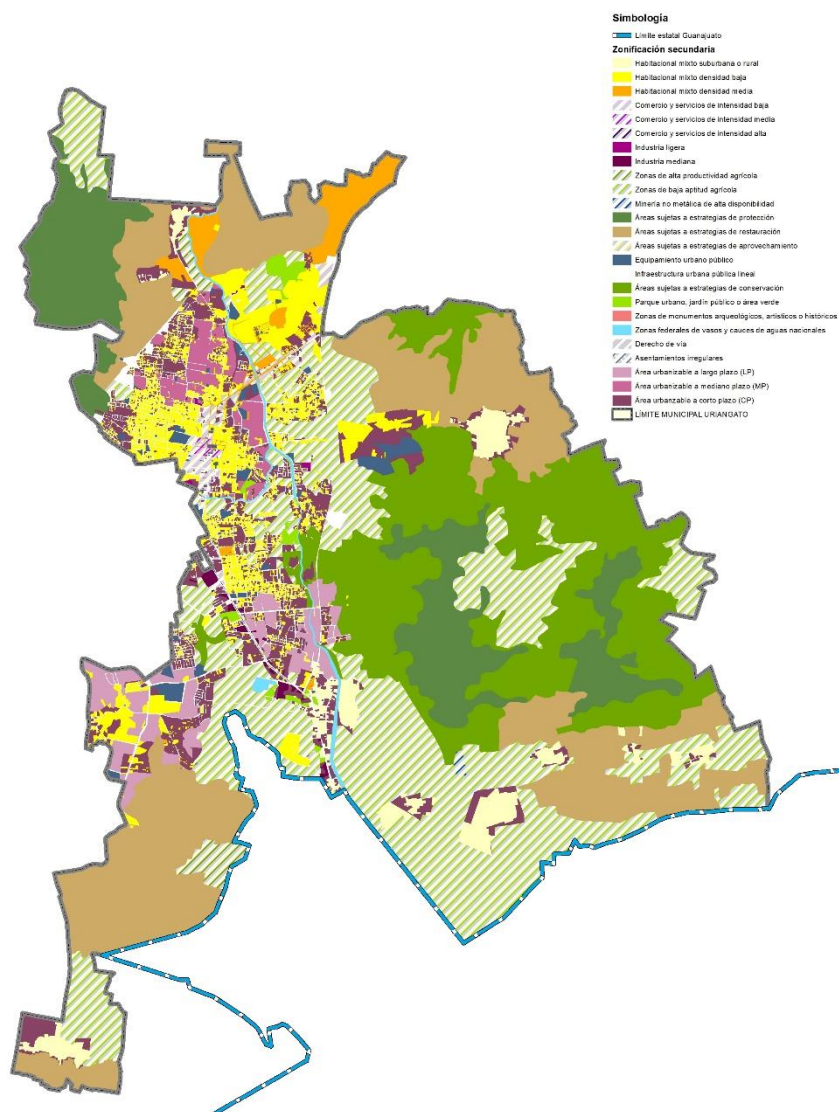 Simbología
Límite estatal Guanajuato
Zonificación secundaria
Habitacional mixto suburbana o rural
Habitacional mixto densidad baja
Habitacional mixto densidad media
Comercio y servicios de intensidad baja
Comercio y servicios de intensidad media
Comercio y servicios de intensidad alta
Industria ligera
Industria mediana
Zonas de alta productividad agrícola
Zonas de baja aptitud agrícola
Minería no metálica de alta disponibilidad
Áreas sujetas a estrategias de protección
Áreas sujetas a estrategias de restauración
Áreas sujetas a estrategias de aprovechamiento
Equipamiento urbano público
Infraestructura urbana pública lineal
Áreas sujetas a estrategias de conservación
Parque urbano, jardín público o área verde
Zonas de monumentos arqueológicos, artísticos o históricos
Zonas federales de vasos y cauces de aguas nacionales
Derecho de vía
Asentamientos irregulares
Área urbanizable a largo plazo (LP)
Área urbanizable a mediano plazo (MP)
Área urbanzable a corto plazo (CP)
LÍMITE MUNICIPAL URIANGATO